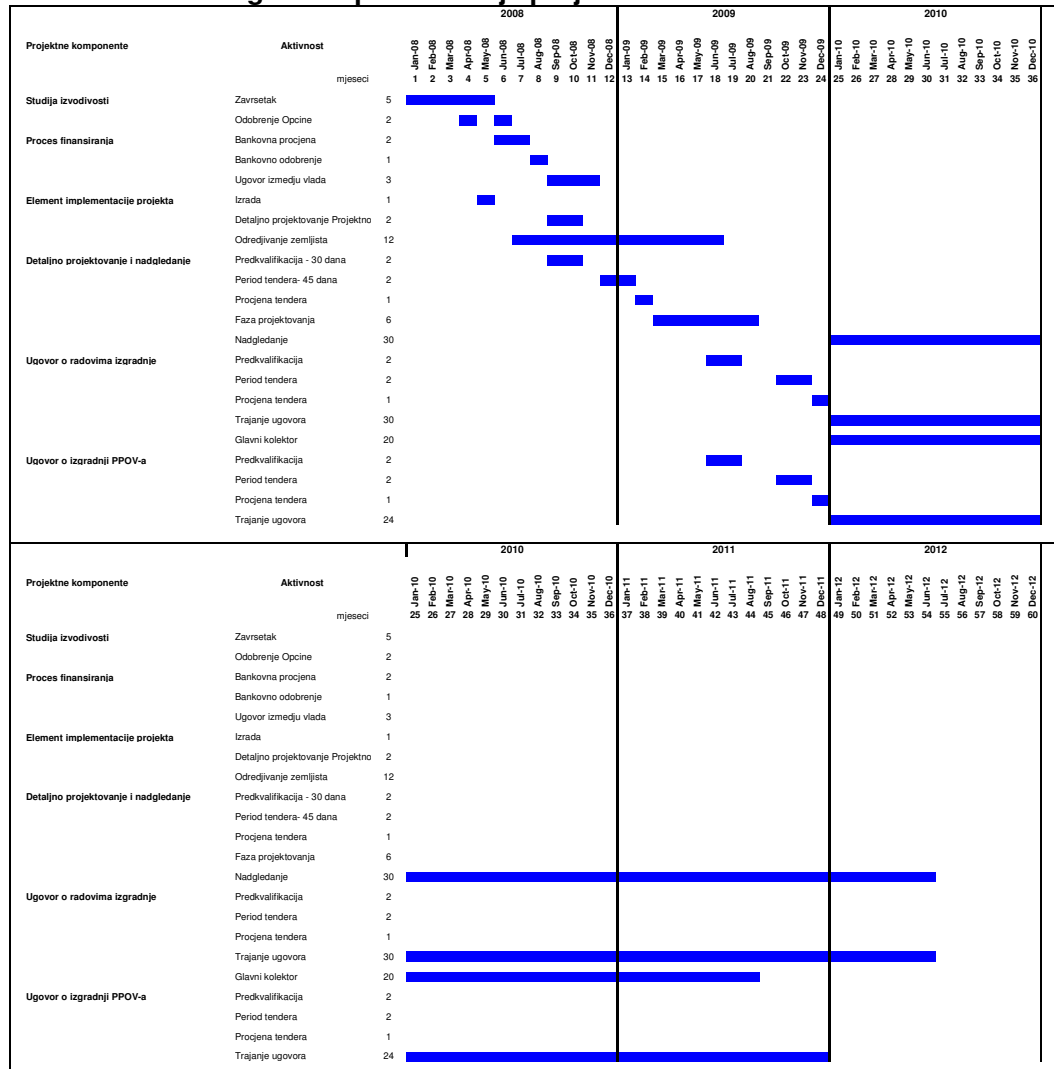 2008 2009 2010
Projektne komponente Aktivnost Jan-08 Feb-08 Mar-08 Apr-08 May-08 Jun-08 Jul-08 Aug-08 Sep-08 Oct-08 Nov-08 Dec-08 Jan-09 Feb-09 Mar-09 Apr-09 May-09 Jun-09 Jul-09 Aug-09 Sep-09 Oct-09 Nov-09 Dec-09 Jan-10 Feb-10 Mar-10 Apr-10 May-10 Jun-10 Jul-10 Aug-10 Sep-10 Oct-10 Nov-10 Dec-10
mjeseci 1 2 3 4 5 6 7 8 9 10 11 12 13 14 15 16 17 18 19 20 21 22 23 24 25 26 27 28 29 30 31 32 33 34 35 36
Studija izvodivosti Zavrsetak 5
Odobrenje Opcine 2
Proces finansiranja Bankovna procjena 2
Bankovno odobrenje 1
Ugovor izmedju vlada 3
Element implementacije projekta Izrada 1
Detaljno projektovanje Projektno 2
Odredjivanje zemljista 12
Detaljno projektovanje i nadgledanje Predkvalifikacija - 30 dana 2
Period tendera- 45 dana 2
Procjena tendera 1
Faza projektovanja 6
Nadgledanje 30
Ugovor o radovima izgradnje Predkvalifikacija 2
Period tendera 2
Procjena tendera 1
Trajanje ugovora 30
Glavni kolektor 20
Ugovor o izgradnji PPOV-a Predkvalifikacija 2
Period tendera 2
Procjena tendera 1
Trajanje ugovora 24
2010 2011 2012
Projektne komponente Aktivnost Jan-10 Feb-10 Mar-10 Apr-10 May-10 Jun-10 Jul-10 Aug-10 Sep-10 Oct-10 Nov-10 Dec-10 Jan-11 Feb-11 Mar-11 Apr-11 May-11 Jun-11 Jul-11 Aug-11 Sep-11 Oct-11 Nov-11 Dec-11 Jan-12 Feb-12 Mar-12 Apr-12 May-12 Jun-12 Jul-12 Aug-12 Sep-12 Oct-12 Nov-12 Dec-12
mjeseci 25 26 27 28 29 30 31 32 33 34 35 36 37 38 39 40 41 42 43 44 45 46 47 48 49 50 51 52 53 54 55 56 57 58 59 60
Studija izvodivosti Zavrsetak 5
Odobrenje Opcine 2
Proces finansiranja Bankovna procjena 2
Bankovno odobrenje 1
Ugovor izmedju vlada 3
Element implementacije projekta Izrada 1
Detaljno projektovanje Projektno 2
Odredjivanje zemljista 12
Detaljno projektovanje i nadgledanje Predkvalifikacija - 30 dana 2
Period tendera- 45 dana 2
Procjena tendera 1
Faza projektovanja 6
Nadgledanje 30
Ugovor o radovima izgradnje Predkvalifikacija 2
Period tendera 2
Procjena tendera 1
Trajanje ugovora 30
Glavni kolektor 20
Ugovor o izgradnji PPOV-a Predkvalifikacija 2
Period tendera 2
Procjena tendera 1
Trajanje ugovora 24